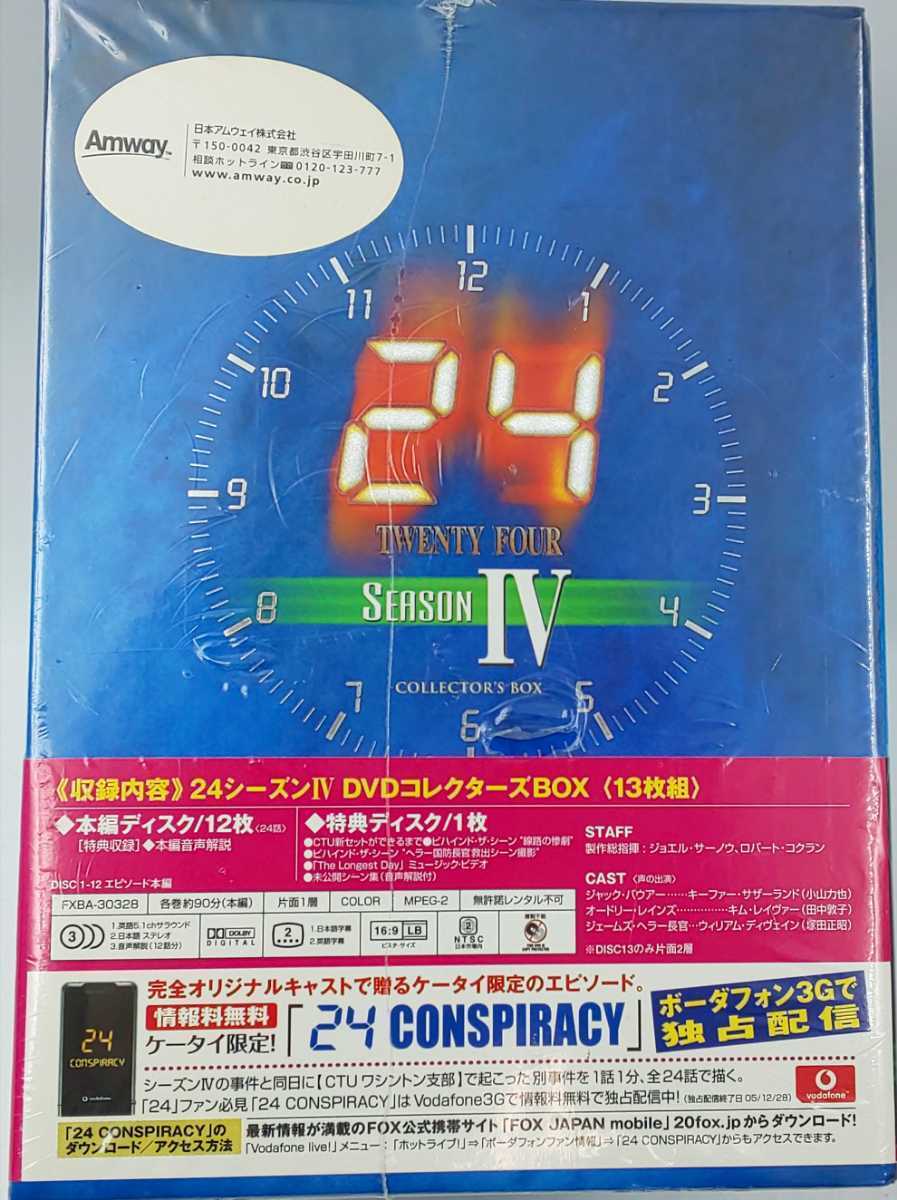 Amway™
日本アムウェイ株式会社
〒150-0042 東京都渋谷区宇田川町7-1
相談ホットライン 0120-123-777
www.amway.co.jp
12
11
1
10
2
9
3
8
4
7
5
6
24
TWENTY FOUR
SEASON IV
COLLECTOR'S BOX
《収録内容》24シーズンⅣ DVDコレクターズBOX〈13枚組〉
◆本編ディスク/12枚〈24話〉
[特典収録]◆本編音声解説
◆特典ディスク/1枚
●CTU新セットができるまで●ビハインド・ザ・シーン "線路の惨劇"
●ビハインド・ザ・シーン "ヘラー国防長官救出シーン撮影"
●「The Longest Day」ミュージック・ビデオ
●未公開シーン集(音声解説付)
STAFF
製作総指揮:ジョエル・サーノウ、ロバート・コクラン
CAST〈声の出演〉
ジャック・バウアー……キーファー・サザーランド(小山力也)
オードリー・レインズ……………キム・レイヴァー(田中敦子)
ジェームズ・ヘラー長官…ウィリアム・ディヴェイン(塚田正昭)
※DISC13のみ片面2層
DISC 1-12 エピソード本編
FXBA-30328 各巻約90分(本編) 片面1層 COLOR MPEG-2 無許諾レンタル不可
3
1.英語5.1chサラウンド
2.日本語 ステレオ
3.音声解説(12話分)
DOLBY
DIGITAL
2
1.日本語字幕
2.英語字幕
16:9 LB
ビスタ・サイズ
2
NTSC
日本市場向
複製不能
完全オリジナルキャストで贈るケータイ限定のエピソード。
情報料無料
ケータイ限定!
「24 CONSPIRACY」
ボーダフォン3Gで
独占配信
24
CONSPIRACY
vodafone
シーズンⅣの事件と同日に【CTU ワシントン支部】で起こった別事件を1話1分、全24話で描く。
「24」ファン必見「24 CONSPIRACY」はVodafone3Gで情報料無料で独占配信中!(独占配信終了日 05/12/28)
vodafone
「24 CONSPIRACY」の
ダウンロード/アクセス方法
最新情報が満載のFOX公式携帯サイト「FOX JAPAN mobile」20fox.jpからダウンロード!
「Vodafone live!」メニュー:「ホットライブ!」⇒「ボーダフォンファン情報」⇒「24 CONSPIRACY」からもアクセスできます。